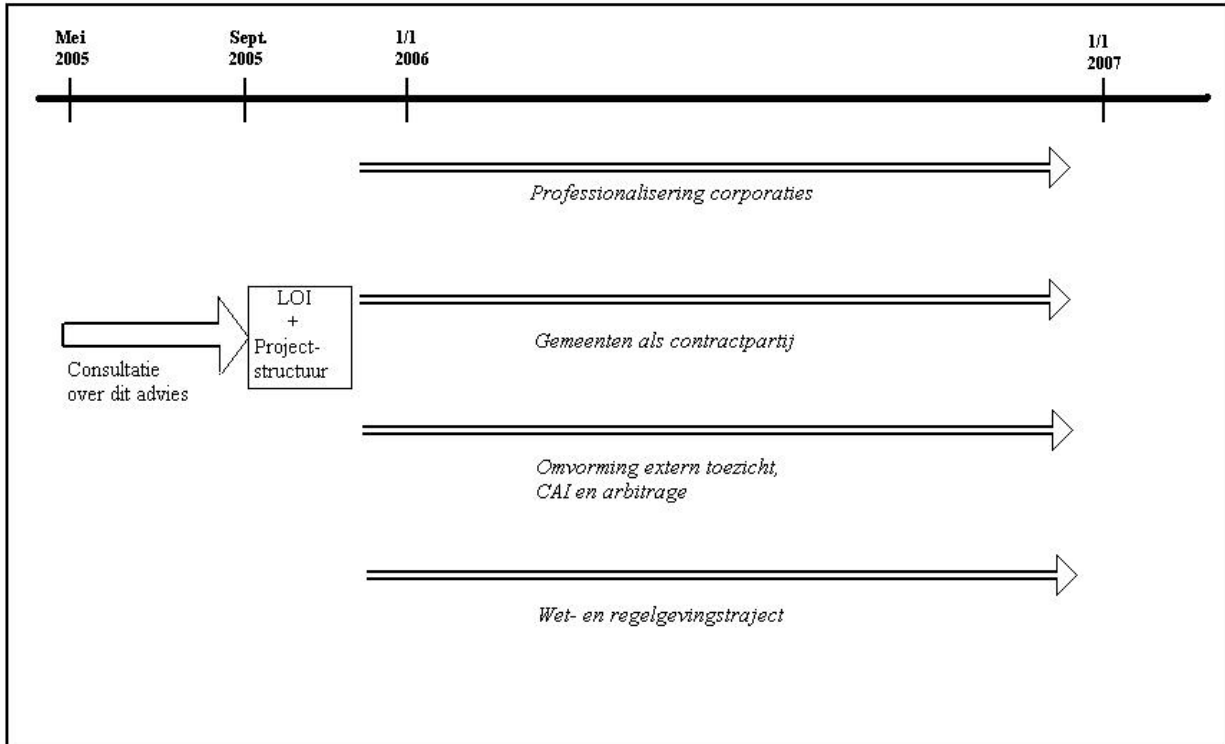 Mei
2005
Sept.
2005
1/1
2006
1/1
2007
Professionalisering corporaties
LOI
+
Project-
structuur
Gemeenten als contractpartij
Consultatie
over dit advies
Omvorming extern toezicht,
CAI en arbitrage
Wet- en regelgevingstraject